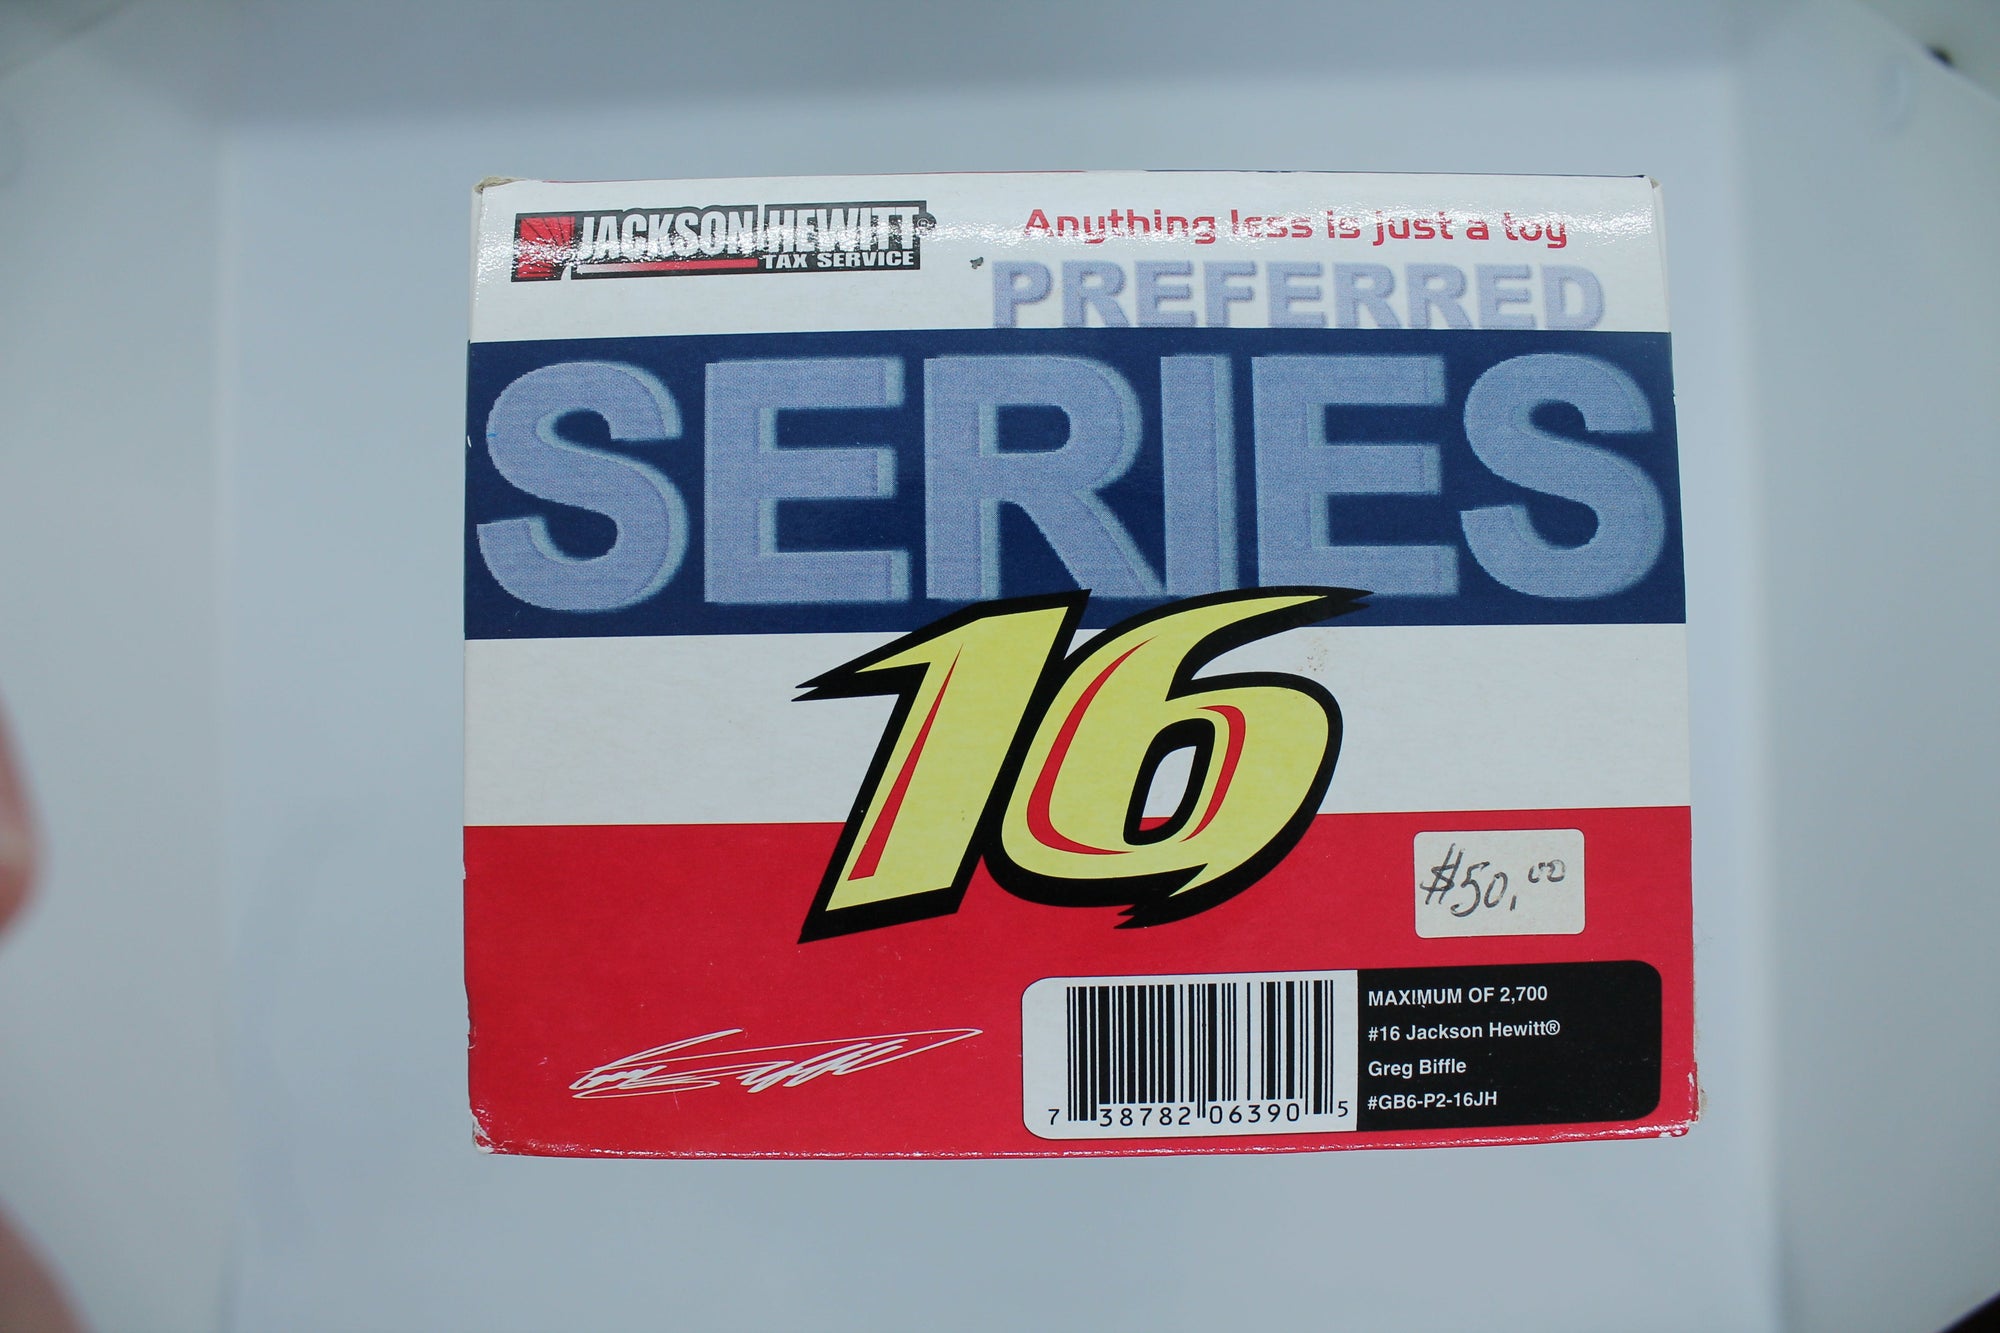 JACKSON HEWITT®
TAX SERVICE
Anything less is just a toy
PREFERRED
SERIES
16
$50.00
MAXIMUM OF 2,700
#16 Jackson Hewitt®
Greg Biffle
#GB6-P2-16JH
7 38782 06390 5